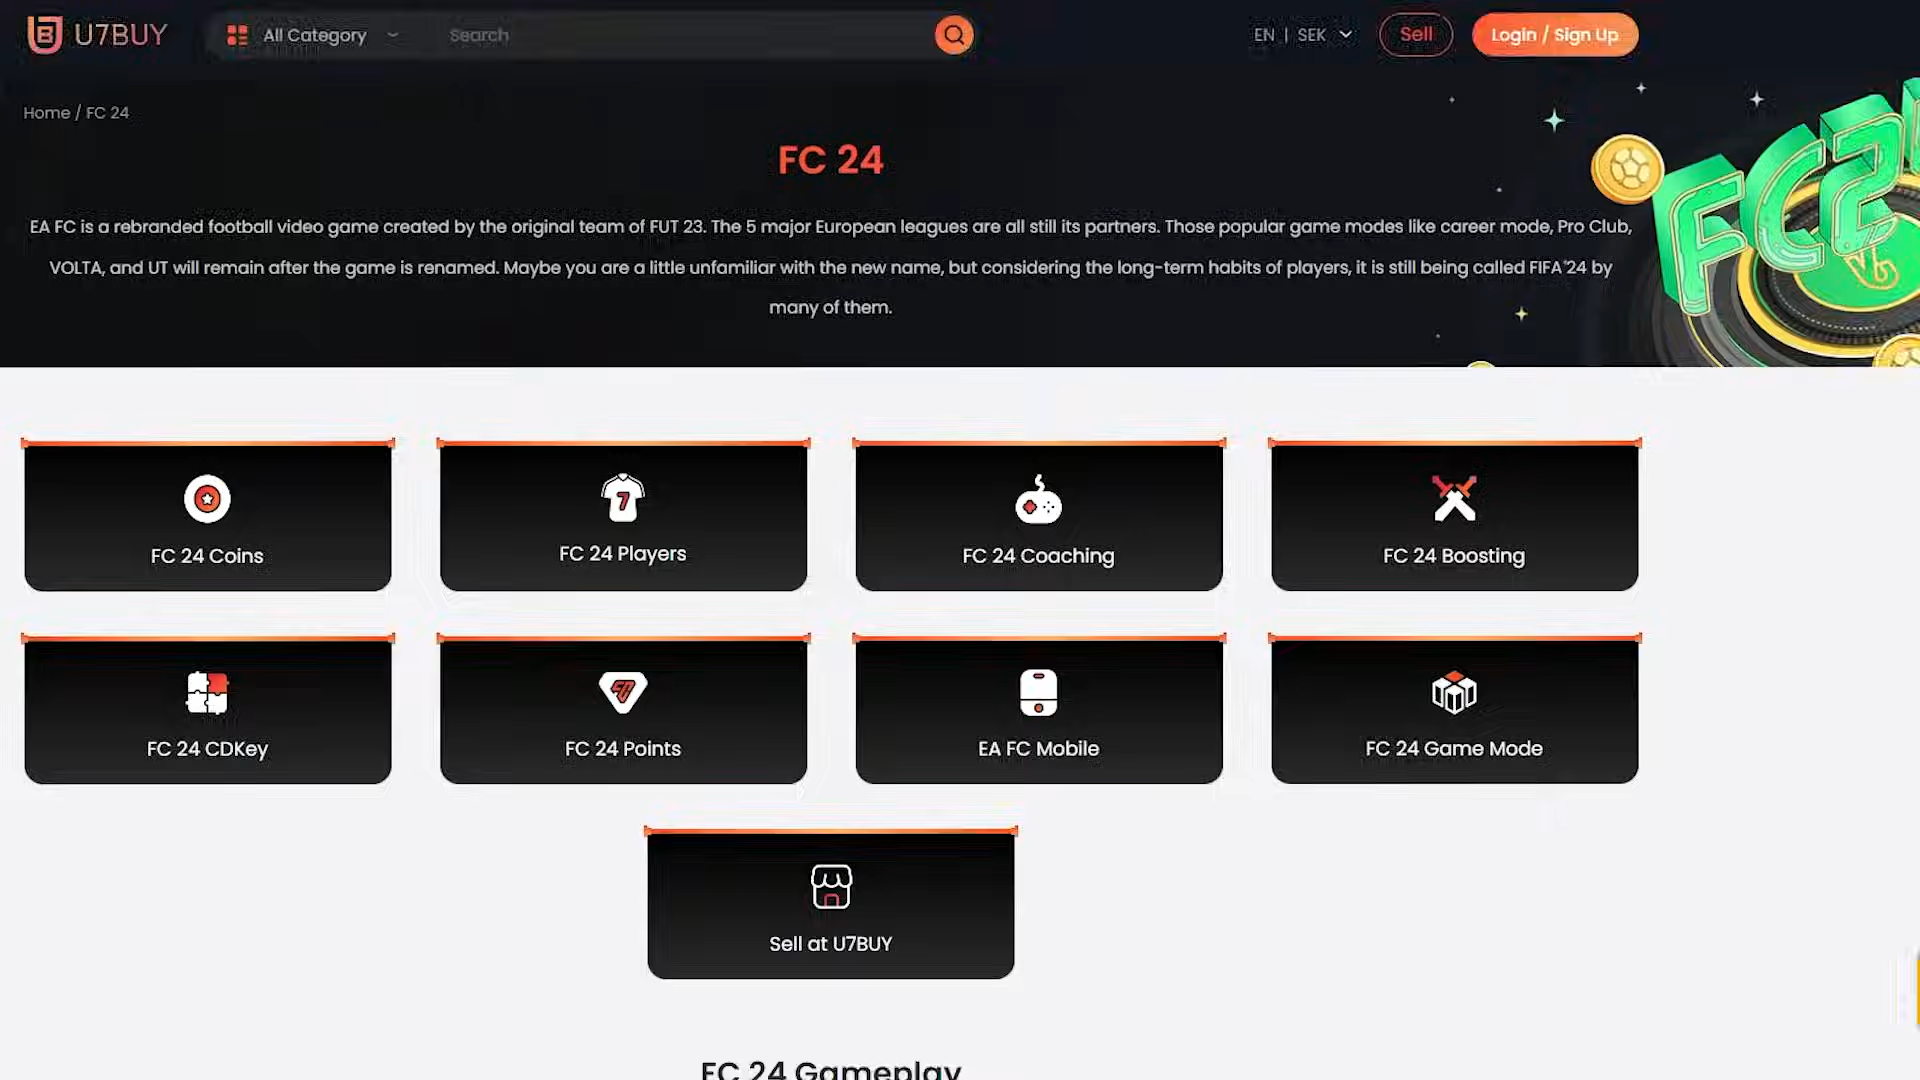 U7BUY
All Category
Search
EN | SEK
Sell
Login / Sign Up
Home / FC 24
FC 24
EA FC is a rebranded football video game created by the original team of FUT 23. The 5 major European leagues are all still its partners. Those popular game modes like career mode, Pro Club,
VOLTA, and UT will remain after the game is renamed. Maybe you are a little unfamiliar with the new name, but considering the long-term habits of players, it is still being called FIFA 24 by
many of them.
FC 24 Coins
FC 24 Players
FC 24 Coaching
FC 24 Boosting
FC 24 CDKey
FC 24 Points
EA FC Mobile
FC 24 Game Mode
Sell at U7BUY
FC 24 Gameplay